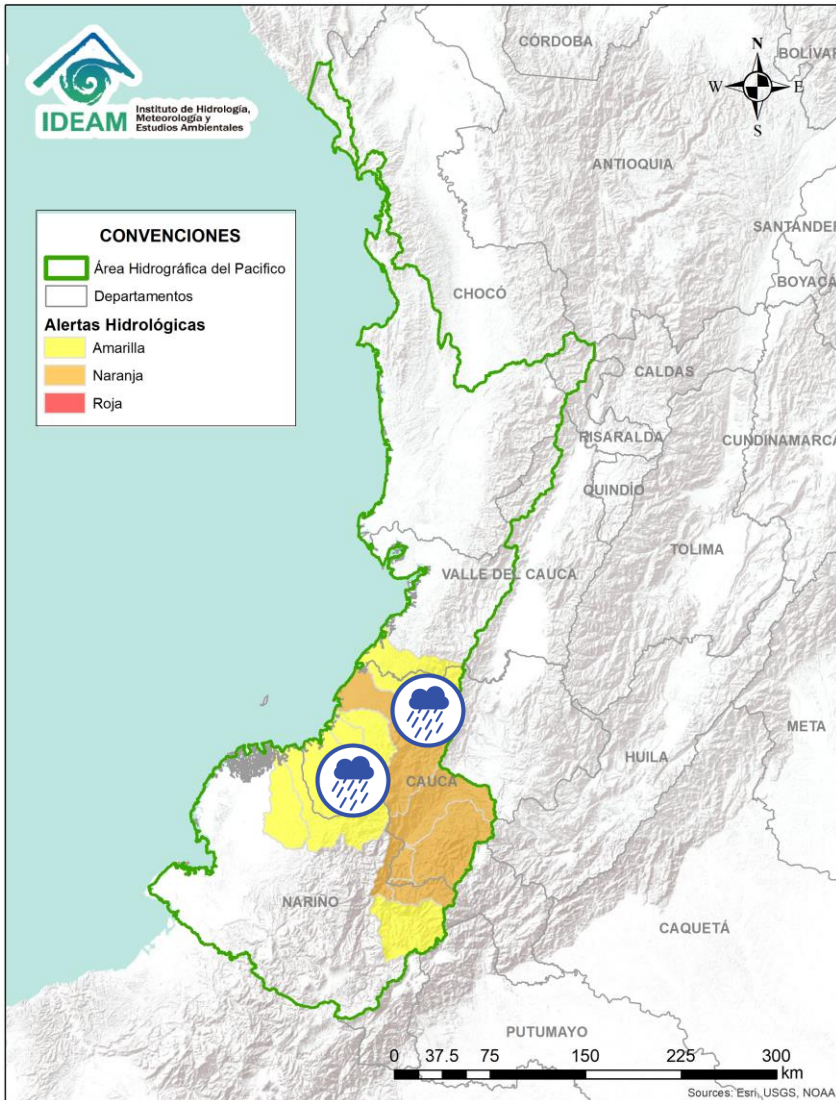 IDEAM
Instituto de Hidrología,
Meteorología y
Estudios Ambientales
CÓRDOBA
BOLÍVAR
N
W
E
S
ANTIOQUIA
SANTANDER
BOYACÁ
CONVENCIONES
Área Hidrográfica del Pacifico
Departamentos
Alertas Hidrológicas
Amarilla
Naranja
Roja
CHOCÓ
CALDAS
RISARALDA
CUNDINAMARCA
QUINDÍO
TOLIMA
VALLE DEL CAUCA
META
HUILA
CAUCA
NARIÑO
CAQUETÁ
PUTUMAYO
0 37.5 75 150 225 300
km
Sources: Esri, USGS, NOAA